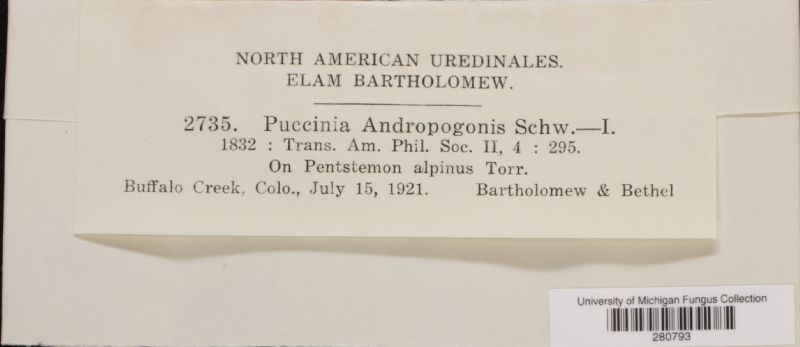 NORTH AMERICAN UREDINALES.
ELAM BARTHOLOMEW.
2735. Puccinia Andropogonis Schw.—I.
1832 : Trans. Am. Phil. Soc. II, 4 : 295.
On Pentstemon alpinus Torr.
Buffalo Creek, Colo., July 15, 1921. Bartholomew & Bethel
University of Michigan Fungus Collection
280793